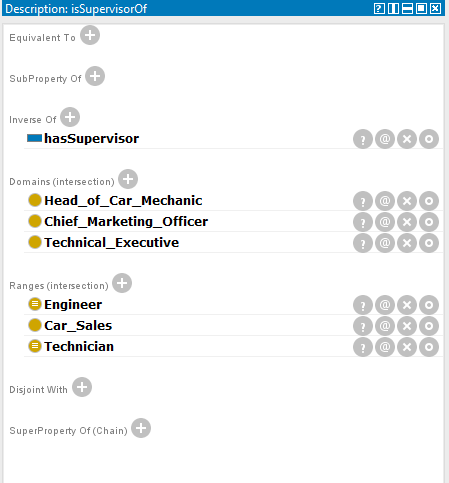 Description: isSupervisorOf
Equivalent To
SubProperty Of
Inverse Of
hasSupervisor
Domains (intersection)
Head_of_Car_Mechanic
Chief_Marketing_Officer
Technical_Executive
Ranges (intersection)
Engineer
Car_Sales
Technician
Disjoint With
SuperProperty Of (Chain)